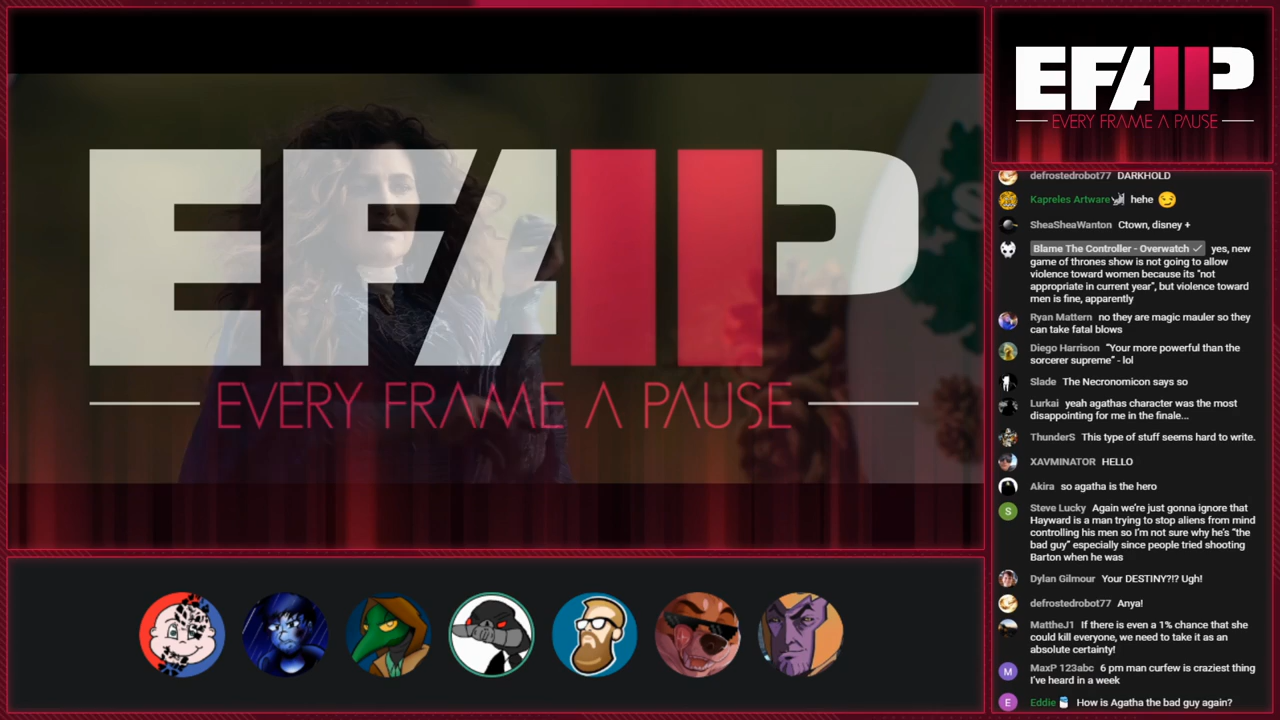 EFAP
EVERY FRAME A PAUSE
EFAP
EVERY FRAME A PAUSE
defrostedrobot77 DARKHOLD
Kapreles Artware hehe
SheaSheaWanton Ctown, disney +
Blame The Controller - Overwatch ✓ yes, new
game of thrones show is not going to allow
violence toward women because its "not
appropriate in current year", but violence toward
men is fine, apparently
Ryan Mattern no they are magic mauler so they
can take fatal blows
Diego Harrison “Your more powerful than the
sorcerer supreme” - lol
Slade The Necronomicon says so
Lurkai yeah agathas character was the most
disappointing for me in the finale...
ThunderS This type of stuff seems hard to write.
XAVMINATOR HELLO
Akira so agatha is the hero
S
Steve Lucky Again we’re just gonna ignore that
Hayward is a man trying to stop aliens from mind
controlling his men so I’m not sure why he’s “the
bad guy” especially since people tried shooting
Barton when he was
Dylan Gilmour Your DESTINY?!? Ugh!
defrostedrobot77 Anya!
MattheJ1 If there is even a 1% chance that she
could kill everyone, we need to take it as an
absolute certainty!
M
MaxP 123abc 6 pm man curfew is craziest thing
I’ve heard in a week
E
Eddie How is Agatha the bad guy again?